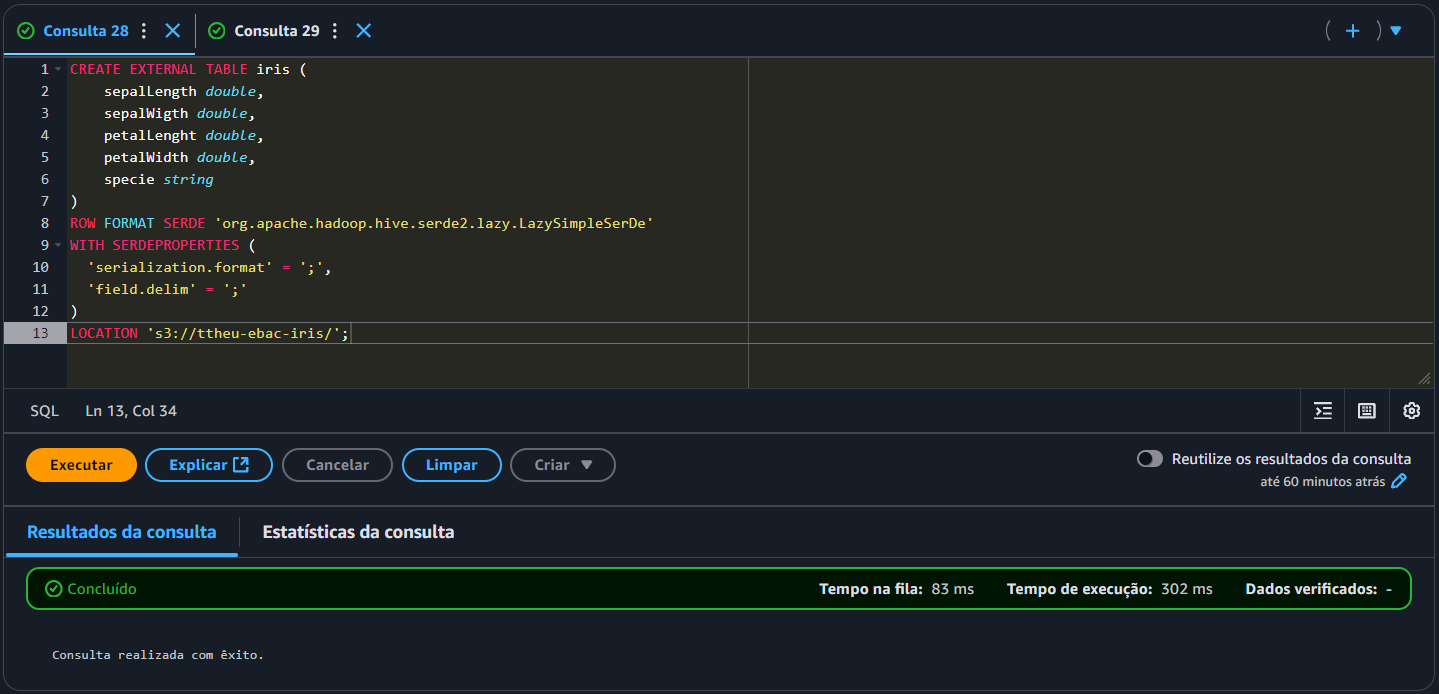 Consulta 28
Consulta 29
1 CREATE EXTERNAL TABLE iris (
2 sepalLength double,
3 sepalWigth double,
4 petalLenght double,
5 petalWidth double,
6 specie string
7 )
8 ROW FORMAT SERDE 'org.apache.hadoop.hive.serde2.lazy.LazySimpleSerDe'
9 WITH SERDEPROPERTIES (
10 'serialization.format' = ';',
11 'field.delim' = ';'
12 )
13 LOCATION 's3://ttheu-ebac-iris/';
SQL Ln 13, Col 34
Executar Explicar Cancelar Limpar Criar
Reutilize os resultados da consulta
até 60 minutos atrás
Resultados da consulta Estatísticas da consulta
Concluído Tempo na fila: 83 ms Tempo de execução: 302 ms Dados verificados: -
Consulta realizada com êxito.